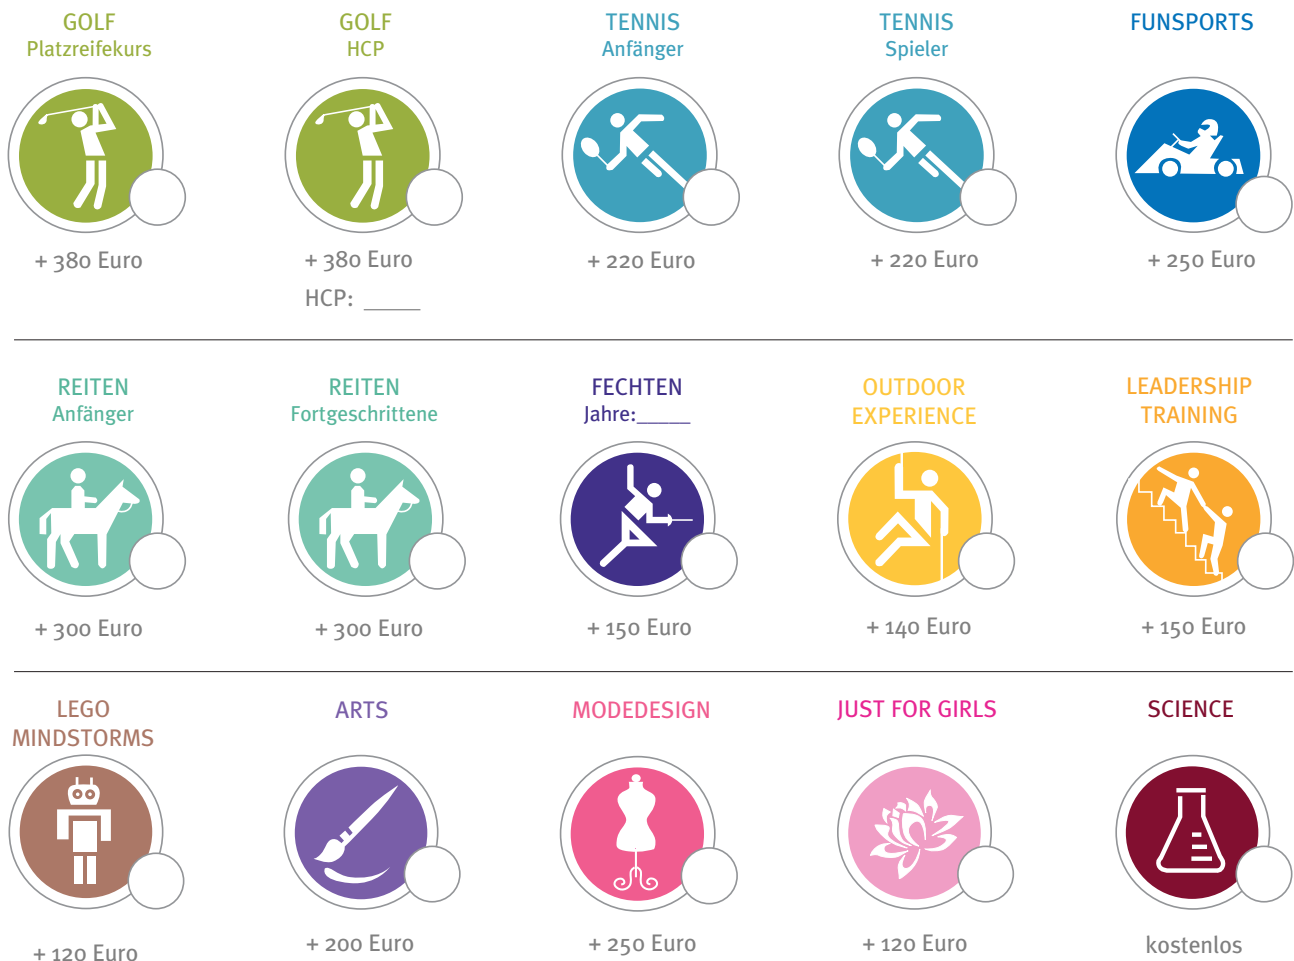 GOLF
Platzreifekurs
GOLF
HCP
TENNIS
Anfänger
TENNIS
Spieler
FUNSPORTS
+ 380 Euro
+ 380 Euro
HCP: _____
+ 220 Euro
+ 220 Euro
+ 250 Euro
REITEN
Anfänger
REITEN
Fortgeschrittene
FECHTEN
Jahre:_____
OUTDOOR
EXPERIENCE
LEADERSHIP
TRAINING
+ 300 Euro
+ 300 Euro
+ 150 Euro
+ 140 Euro
+ 150 Euro
LEGO
MINDSTORMS
ARTS
MODEDESIGN
JUST FOR GIRLS
SCIENCE
+ 120 Euro
+ 200 Euro
+ 250 Euro
+ 120 Euro
kostenlos